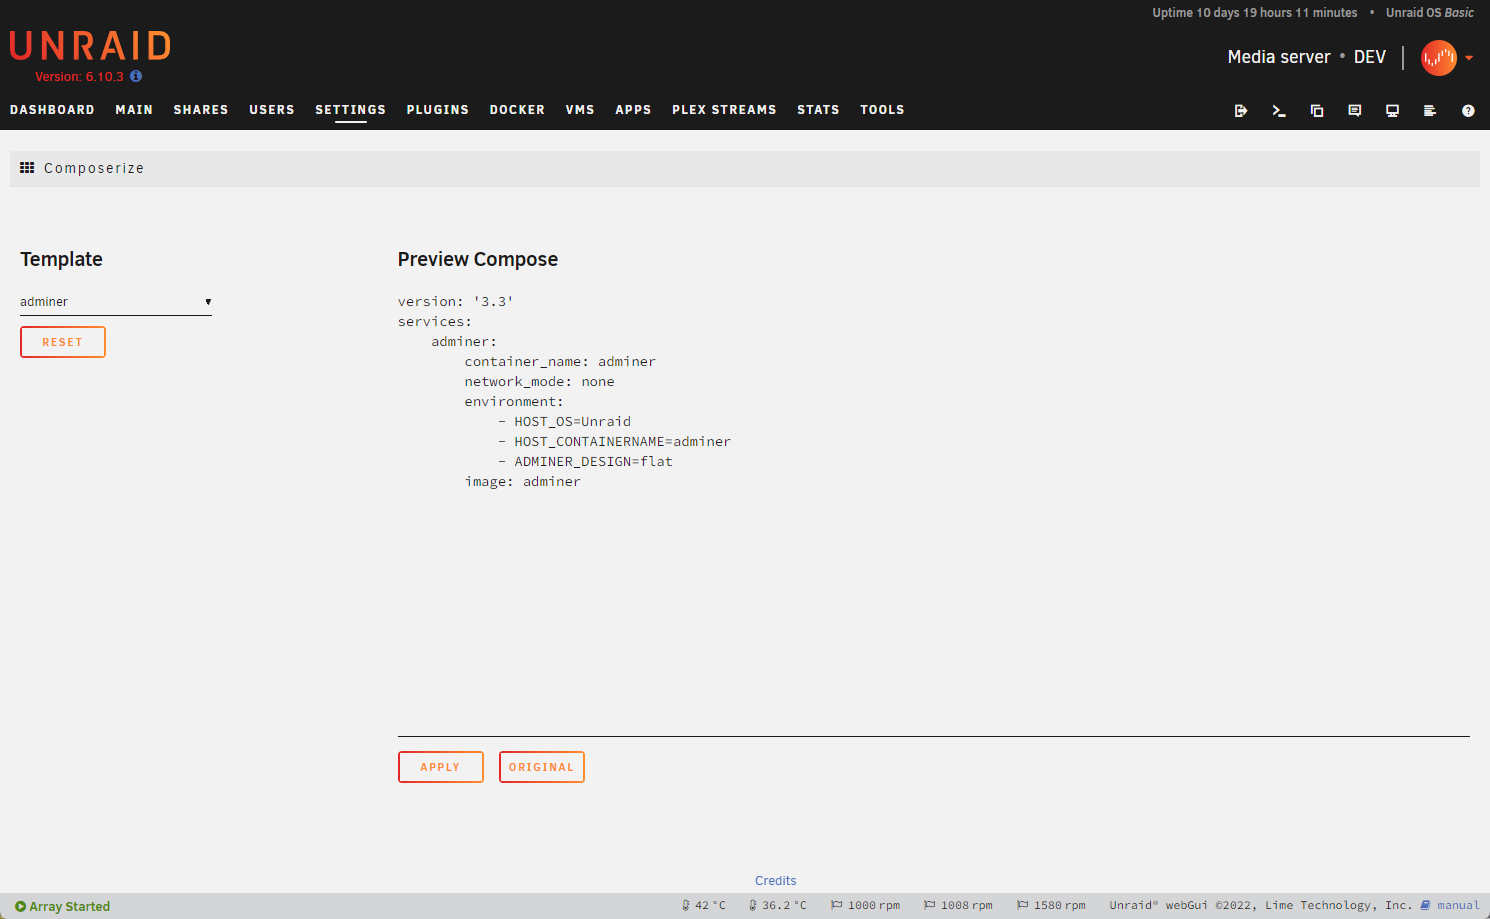 Uptime 10 days 19 hours 11 minutes • Unraid OS Basic
UNRAID
Version: 6.10.3
Media server • DEV
DASHBOARD MAIN SHARES USERS SETTINGS PLUGINS DOCKER VMS APPS PLEX STREAMS STATS TOOLS
Composerize
Template
adminer
RESET
Preview Compose
version: '3.3'
services:
    adminer:
        container_name: adminer
        network_mode: none
        environment:
            - HOST_OS=Unraid
            - HOST_CONTAINERNAME=adminer
            - ADMINER_DESIGN=flat
        image: adminer
APPLY ORIGINAL
Credits
Array Started 42 °C 36.2 °C 1000 rpm 1008 rpm 1580 rpm Unraid® webGui ©2022, Lime Technology, Inc. manual